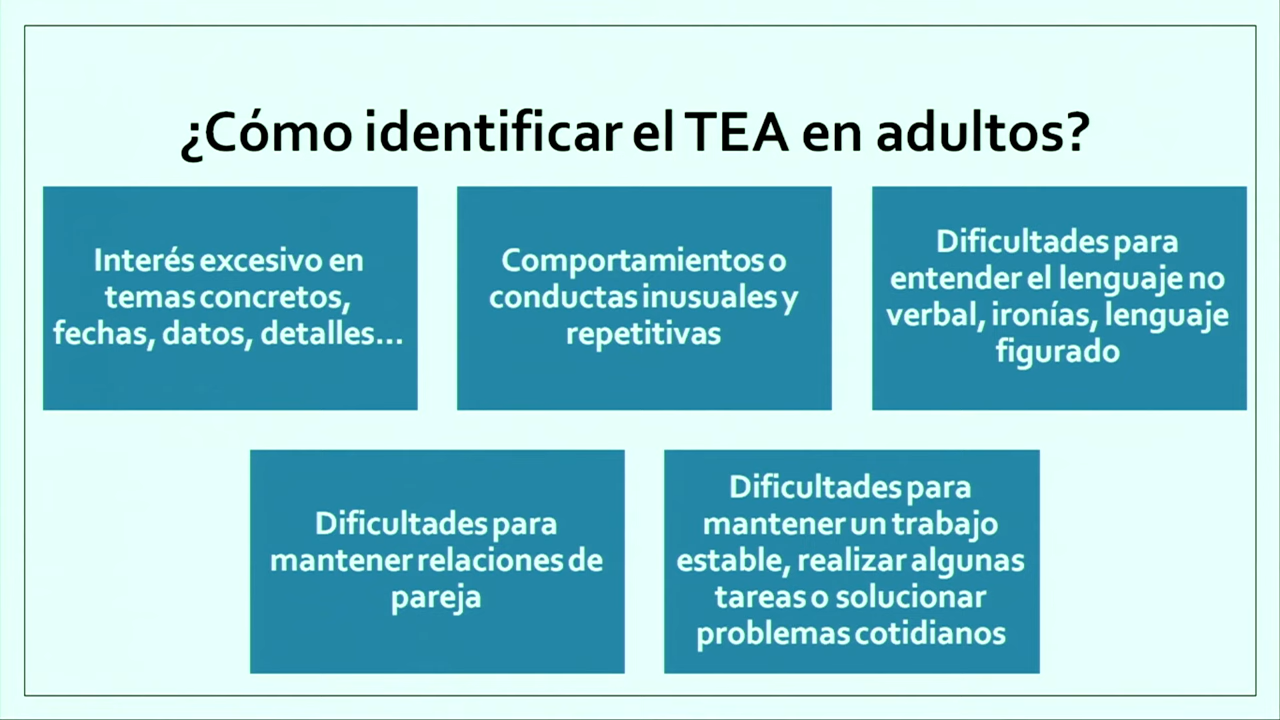 ¿Cómo identificar el TEA en adultos?
Interés excesivo en
temas concretos,
fechas, datos, detalles...
Comportamientos o
conductas inusuales y
repetitivas
Dificultades para
entender el lenguaje no
verbal, ironías, lenguaje
figurado
Dificultades para
mantener relaciones de
pareja
Dificultades para
mantener un trabajo
estable, realizar algunas
tareas o solucionar
problemas cotidianos